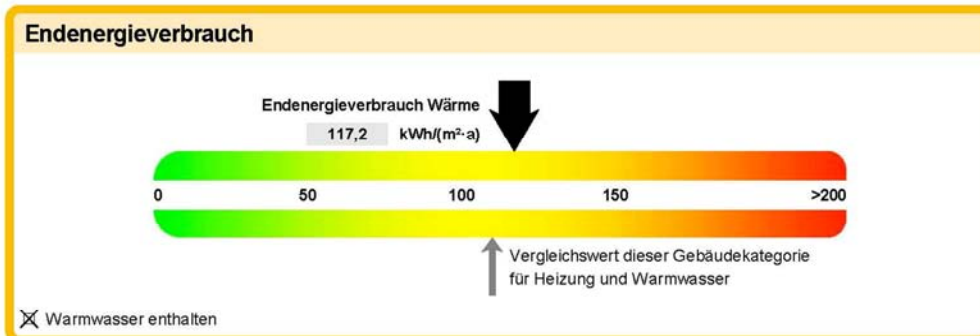 Endenergieverbrauch
Endenergieverbrauch Wärme
117,2 kWh/(m²·a)
0 50 100 150 >200
Vergleichswert dieser Gebäudekategorie
für Heizung und Warmwasser
Warmwasser enthalten